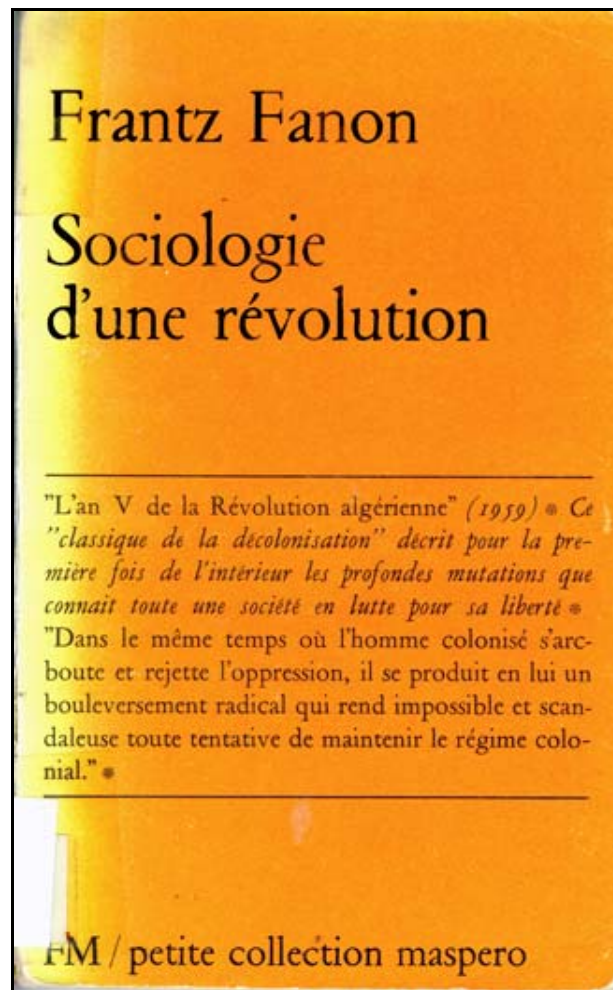 Frantz Fanon
Sociologie
d'une révolution
"L'an V de la Révolution algérienne" (1959) * Ce
"classique de la décolonisation" décrit pour la pre-
mière fois de l'intérieur les profondes mutations que
connait toute une société en lutte pour sa liberté *
"Dans le même temps où l'homme colonisé s'arc-
boute et rejette l'oppression, il se produit en lui un
bouleversement radical qui rend impossible et scan-
daleuse toute tentative de maintenir le régime colo-
nial." *
FM / petite collection maspero